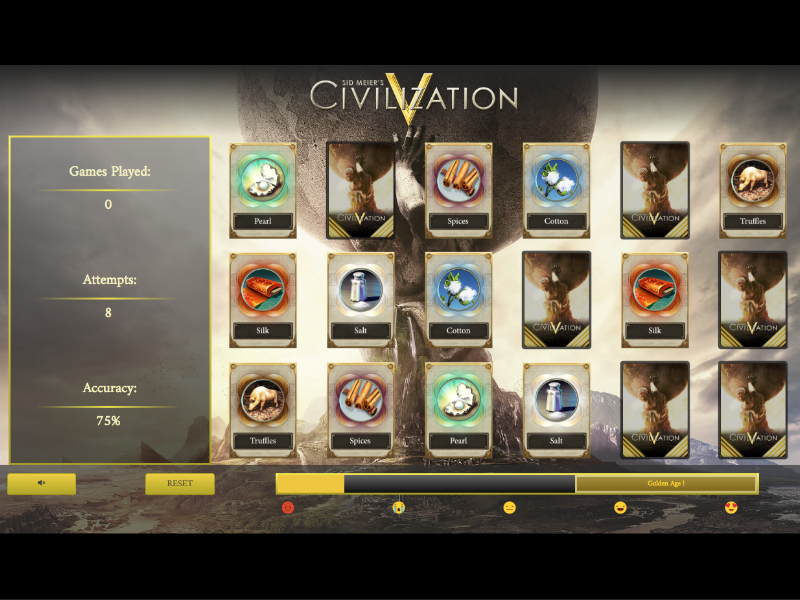 SID MEIER'S
CIVILIZATION
V
Games Played:
0
Attempts:
8
Accuracy:
75%
Pearl
CIVILIZATION
Spices
Cotton
CIVILIZATION
Truffles
Silk
Salt
Cotton
CIVILIZATION
Silk
CIVILIZATION
Truffles
Spices
Pearl
Salt
CIVILIZATION
CIVILIZATION
RESET
Golden Age !